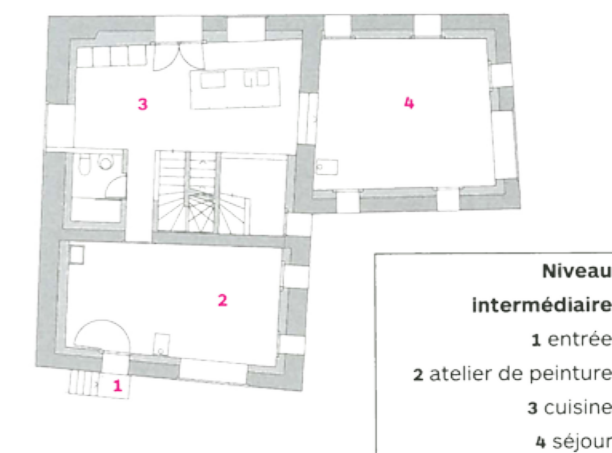 3
4
2
1
Niveau
intermédiaire
1 entrée
2 atelier de peinture
3 cuisine
4 séjour